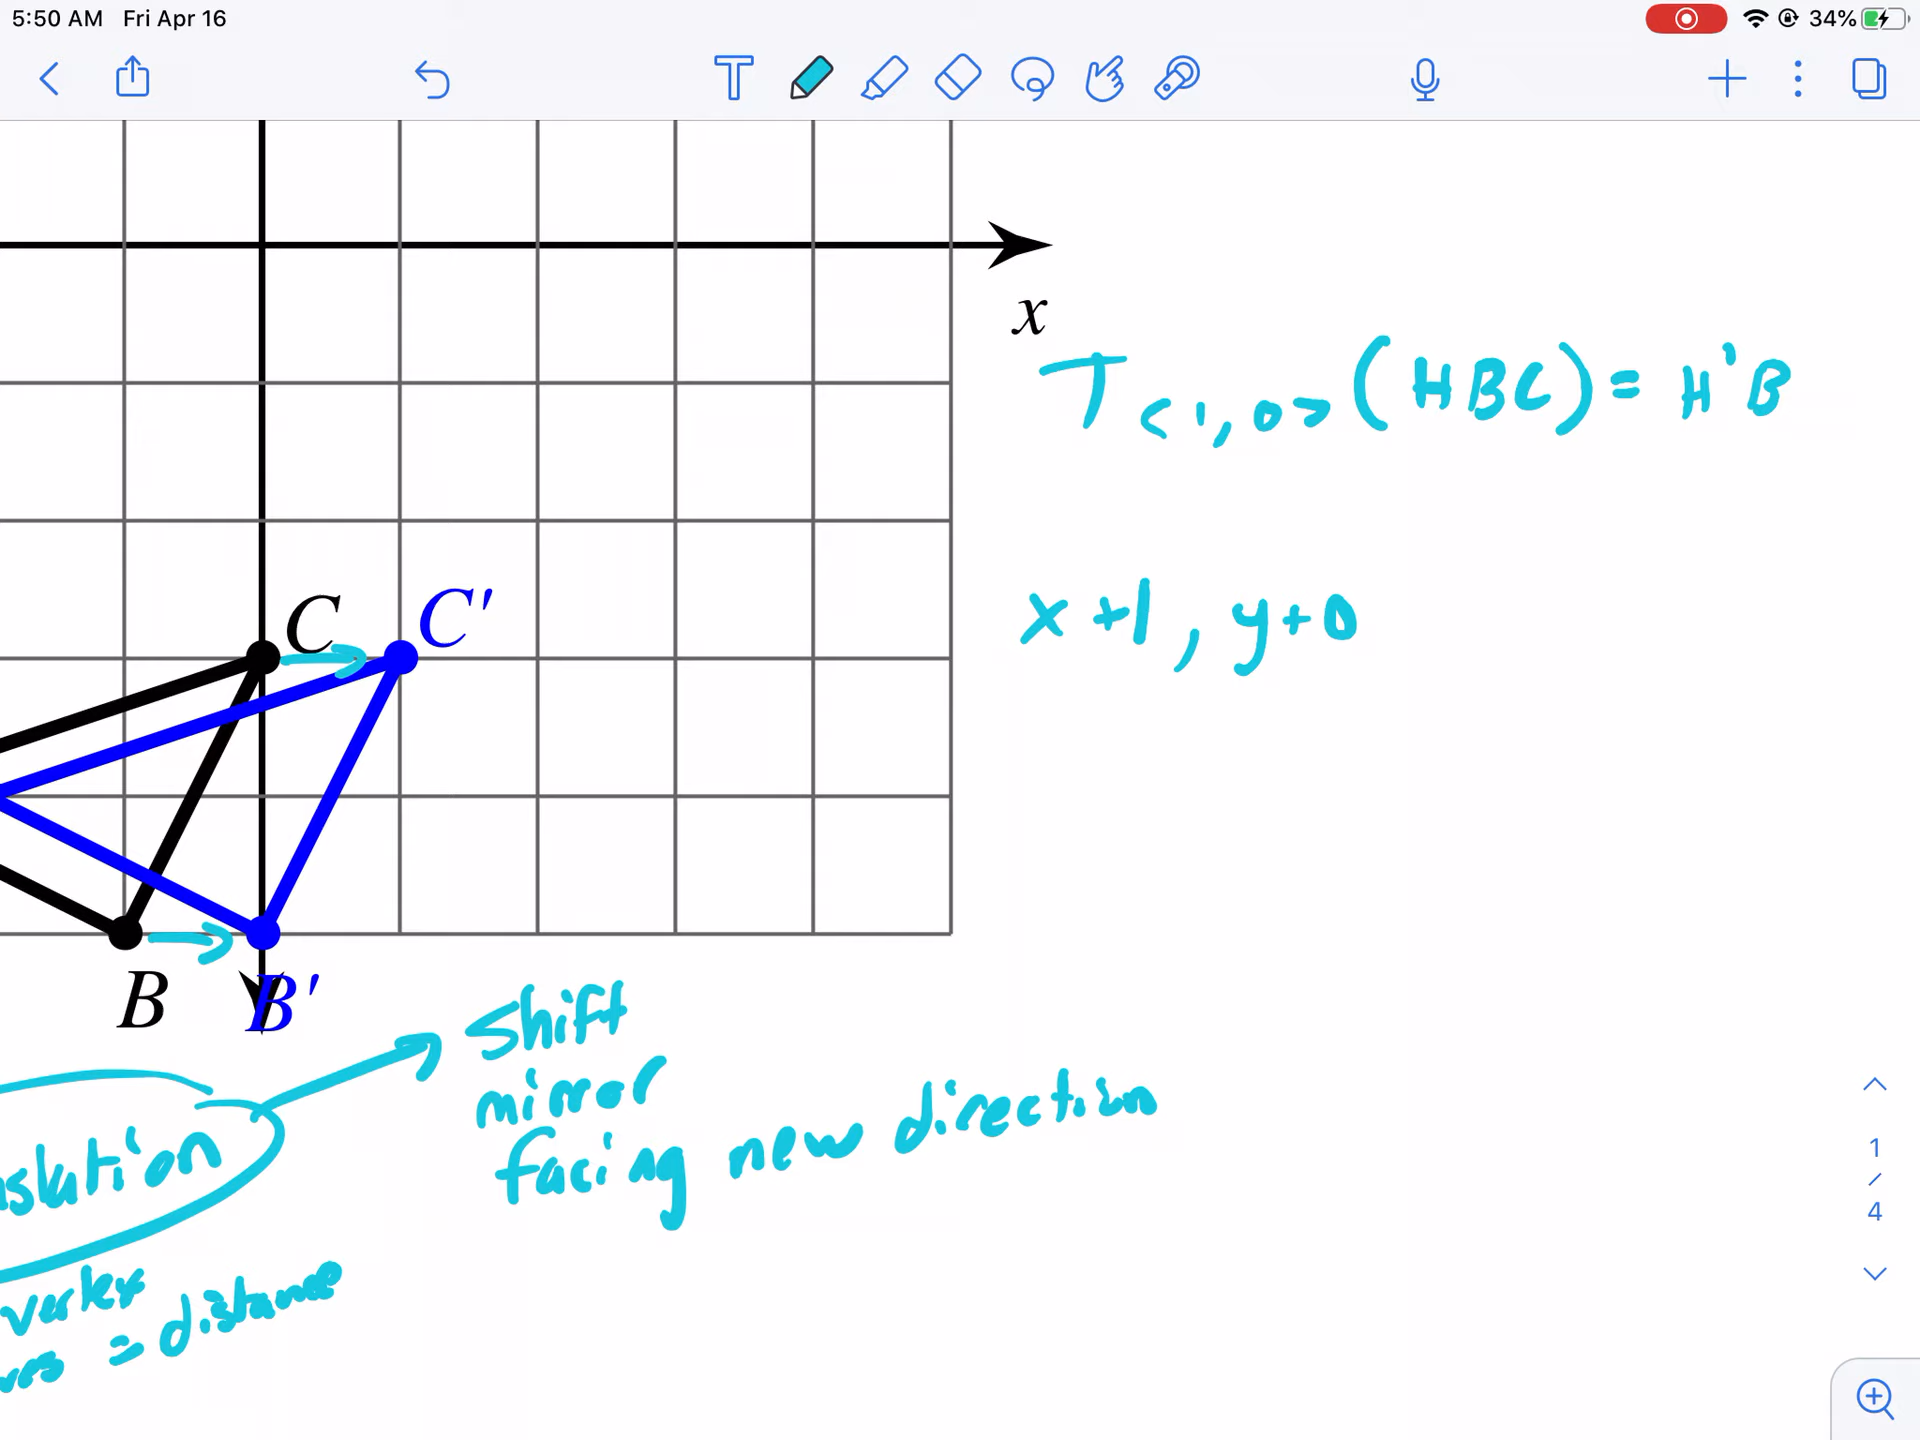 5:50 AM Fri Apr 16
34%
x
T<1,0>(HBC) = H'B
C C'
x+1, y+0
B B'
Shift
mirror
facing new direction
1
/
4
slation
vertex
= distance